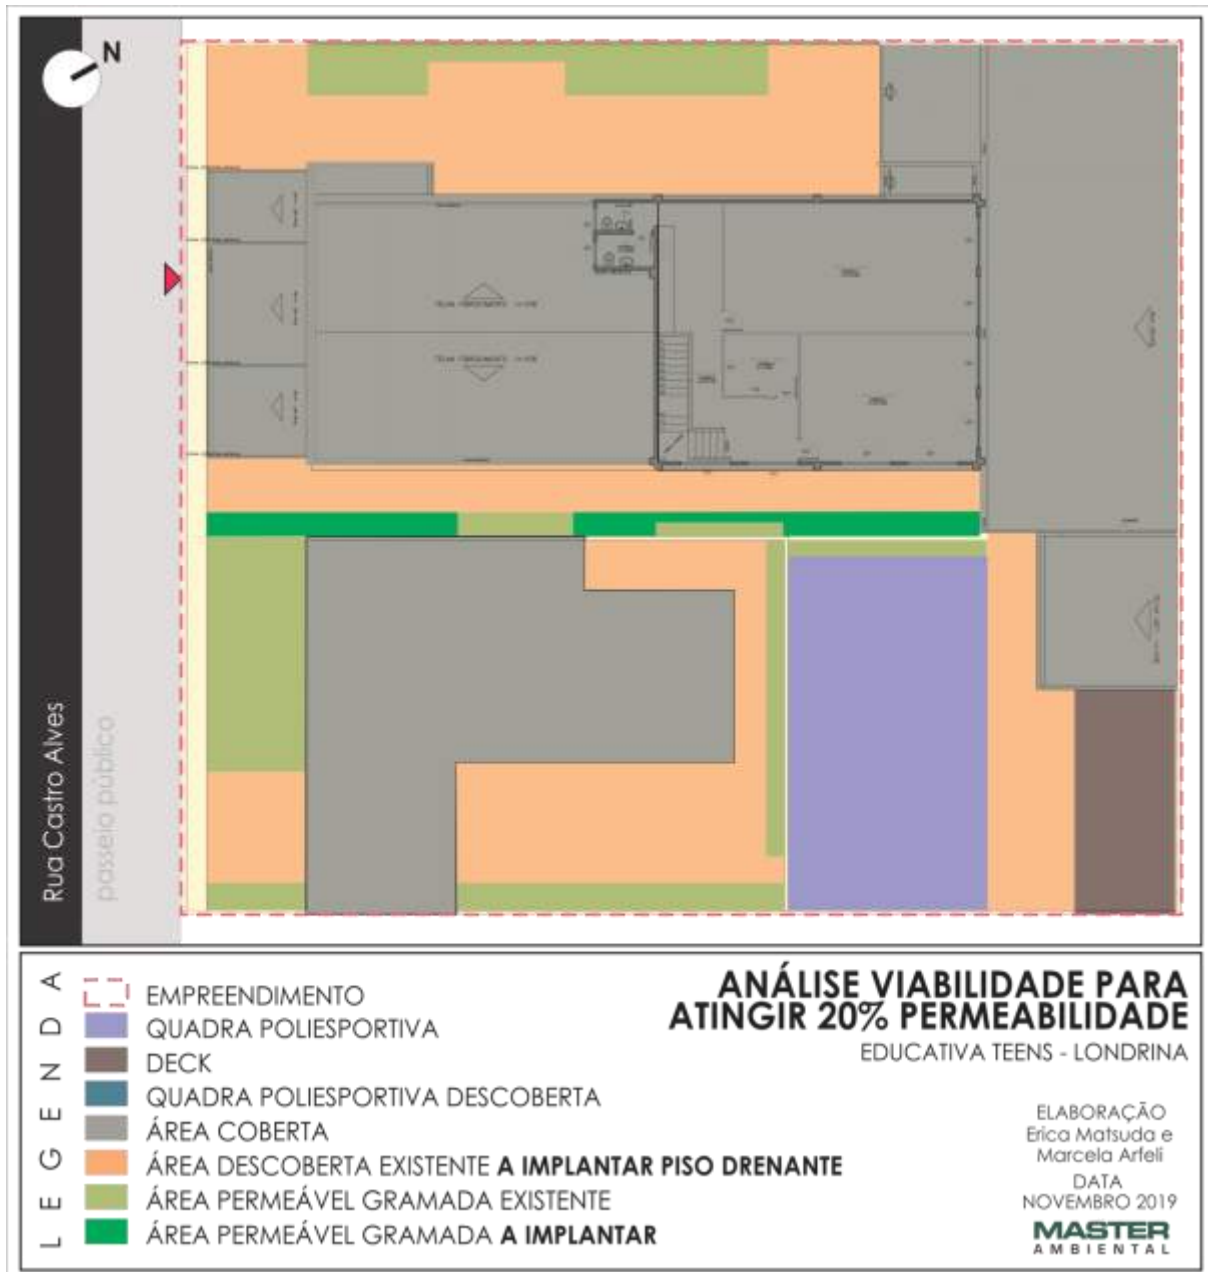 N
Rua Castro Alves
passeio público
LEGENDA
EMPREENDIMENTO
QUADRA POLIESPORTIVA
DECK
QUADRA POLIESPORTIVA DESCOBERTA
ÁREA COBERTA
ÁREA DESCOBERTA EXISTENTE A IMPLANTAR PISO DRENANTE
ÁREA PERMEÁVEL GRAMADA EXISTENTE
ÁREA PERMEÁVEL GRAMADA A IMPLANTAR
ANÁLISE VIABILIDADE PARA
ATINGIR 20% PERMEABILIDADE
EDUCATIVA TEENS - LONDRINA
ELABORAÇÃO
Erica Matsuda e
Marcela Arfeli
DATA
NOVEMBRO 2019
MASTER
AMBIENTAL